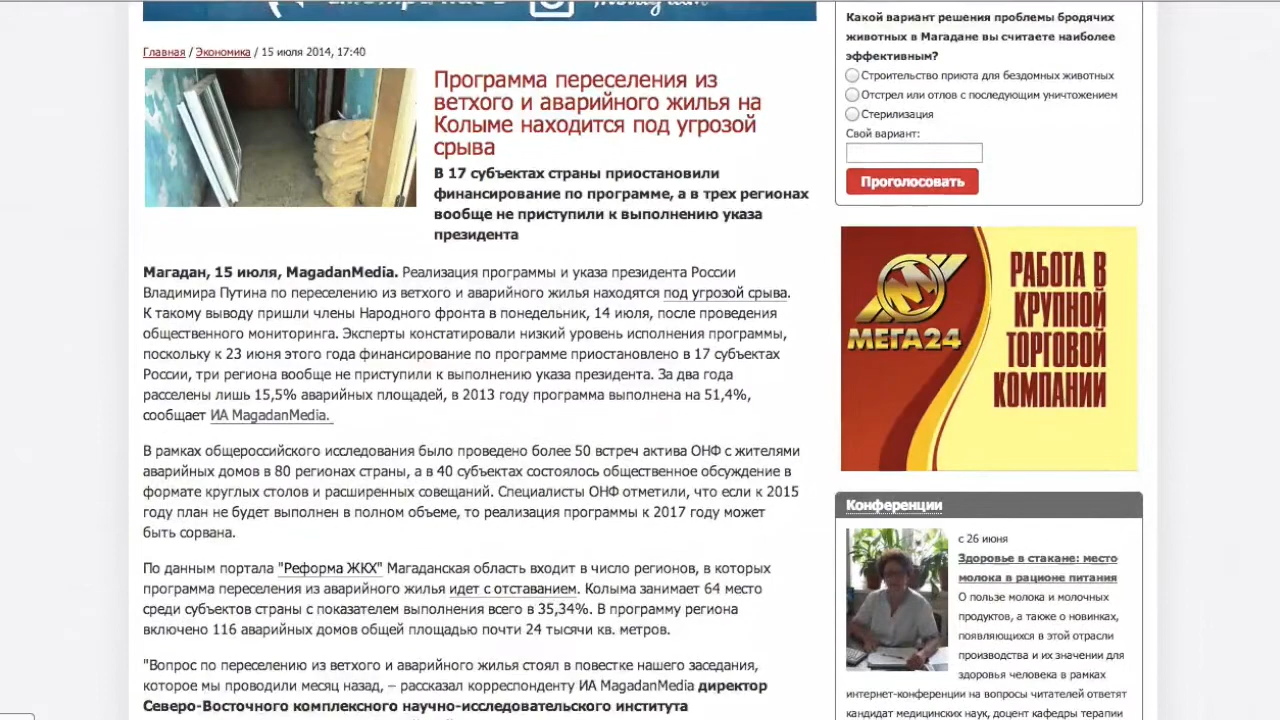 Главная / Экономика / 15 июля 2014, 17:40
Программа переселения из
ветхого и аварийного жилья на
Колыме находится под угрозой
срыва
В 17 субъектах страны приостановили
финансирование по программе, а в трех регионах
вообще не приступили к выполнению указа
президента
Магадан, 15 июля, MagadanMedia. Реализация программы и указа президента России
Владимира Путина по переселению из ветхого и аварийного жилья находятся под угрозой срыва.
К такому выводу пришли члены Народного фронта в понедельник, 14 июля, после проведения
общественного мониторинга. Эксперты констатировали низкий уровень исполнения программы,
поскольку к 23 июня этого года финансирование по программе приостановлено в 17 субъектах
России, три региона вообще не приступили к выполнению указа президента. За два года
расселены лишь 15,5% аварийных площадей, в 2013 году программа выполнена на 51,4%,
сообщает ИА MagadanMedia.
В рамках общероссийского исследования было проведено более 50 встреч актива ОНФ с жителями
аварийных домов в 80 регионах страны, а в 40 субъектах состоялось общественное обсуждение в
формате круглых столов и расширенных совещаний. Специалисты ОНФ отметили, что если к 2015
году план не будет выполнен в полном объеме, то реализация программы к 2017 году может
быть сорвана.
По данным портала "Реформа ЖКХ" Магаданская область входит в число регионов, в которых
программа переселения из аварийного жилья идет с отставанием. Колыма занимает 64 место
среди субъектов страны с показателем выполнения всего в 35,34%. В программу региона
включено 116 аварийных домов общей площадью почти 24 тысячи кв. метров.
"Вопрос по переселению из ветхого и аварийного жилья стоял в повестке нашего заседания,
которое мы проводили месяц назад, – рассказал корреспонденту ИА MagadanMedia директор
Северо-Восточного комплексного научно-исследовательского института
Какой вариант решения проблемы бродячих
животных в Магадане вы считаете наиболее
эффективным?
Строительство приюта для бездомных животных
Отстрел или отлов с последующим уничтожением
Стерилизация
Свой вариант:
Проголосовать
МЕГА24
РАБОТА В
КРУПНОЙ
ТОРГОВОЙ
КОМПАНИИ
Конференции
с 26 июня
Здоровье в стакане: место
молока в рационе питания
О пользе молока и молочных
продуктов, а также о новинках,
появляющихся в этой отрасли
производства и их значении для
здоровья человека в рамках
интернет-конференции на вопросы читателей ответят
кандидат медицинских наук, доцент кафедры терапии